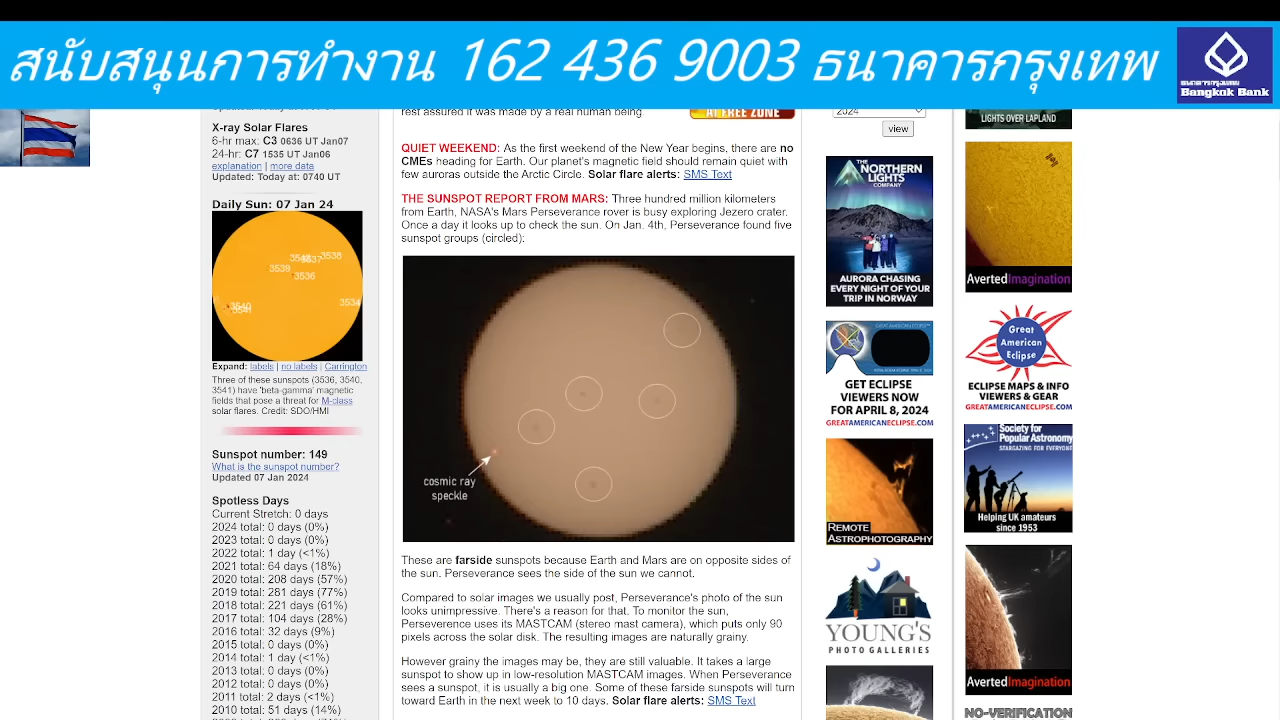 สนับสนุนการทำงาน 162 436 9003 ธนาคารกรุงเทพ
Bangkok Bank
X-ray Solar Flares
6-hr max: C3 0636 UT Jan07
24-hr: C7 1535 UT Jan06
explanation | more data
Updated: Today at: 0740 UT
Daily Sun: 07 Jan 24
3538
3539
3536
3534
3540
3541
Expand: labels | no labels | Carrington
Three of these sunspots (3536, 3540,
3541) have 'beta-gamma' magnetic
fields that pose a threat for M-class
solar flares. Credit: SDO/HMI
Sunspot number: 149
What is the sunspot number?
Updated 07 Jan 2024
Spotless Days
Current Stretch: 0 days
2024 total: 0 days (0%)
2023 total: 0 days (0%)
2022 total: 1 day (<1%)
2021 total: 64 days (18%)
2020 total: 208 days (57%)
2019 total: 281 days (77%)
2018 total: 221 days (61%)
2017 total: 104 days (28%)
2016 total: 32 days (9%)
2015 total: 0 days (0%)
2014 total: 1 day (<1%)
2013 total: 0 days (0%)
2012 total: 0 days (0%)
2011 total: 2 days (<1%)
2010 total: 51 days (14%)
rest assured it was made by a real human being
AI FREE ZONE
QUIET WEEKEND: As the first weekend of the New Year begins, there are no
CMEs heading for Earth. Our planet's magnetic field should remain quiet with
few auroras outside the Arctic Circle. Solar flare alerts: SMS Text
THE SUNSPOT REPORT FROM MARS: Three hundred million kilometers
from Earth, NASA's Mars Perseverance rover is busy exploring Jezero crater.
Once a day it looks up to check the sun. On Jan. 4th, Perseverance found five
sunspot groups (circled):
cosmic ray
speckle
These are farside sunspots because Earth and Mars are on opposite sides of
the sun. Perseverance sees the side of the sun we cannot.
Compared to solar images we usually post, Perseverance's photo of the sun
looks unimpressive. There's a reason for that. To monitor the sun,
Perseverance uses its MASTCAM (stereo mast camera), which puts only 90
pixels across the solar disk. The resulting images are naturally grainy.
However grainy the images may be, they are still valuable. It takes a large
sunspot to show up in low-resolution MASTCAM images. When Perseverance
sees a sunspot, it is usually a big one. Some of these farside sunspots will turn
toward Earth in the next week to 10 days. Solar flare alerts: SMS Text
2024
view
THE
NORTHERN
LIGHTS
COMPANY
AURORA CHASING
EVERY NIGHT OF YOUR
TRIP IN NORWAY
GREAT AMERICAN ECLIPSE
GET ECLIPSE
VIEWERS NOW
FOR APRIL 8, 2024
GREATAMERICANECLIPSE.COM
REMOTE
ASTROPHOTOGRAPHY
YOUNG'S
PHOTO GALLERIES
LIGHTS OVER LAPLAND
AvertedImagination
Great
American
Eclipse
ECLIPSE MAPS & INFO
VIEWERS & GEAR
GREATAMERICANECLIPSE.COM
Society for
Popular Astronomy
STARGAZING FOR EVERYONE
Helping UK amateurs
since 1953
AvertedImagination
NO-VERIFICATION